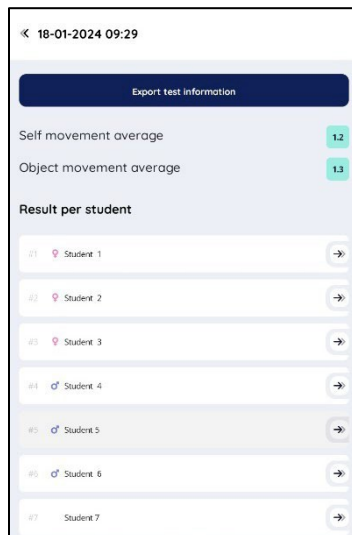 18-01-2024 09:29
Export test information
Self movement average 1.2
Object movement average 1.3
Result per student
#1 ♀ Student 1
#2 ♀ Student 2
#3 ♀ Student 3
#4 ♂ Student 4
#5 ♂ Student 5
#6 ♂ Student 6
#7 Student 7